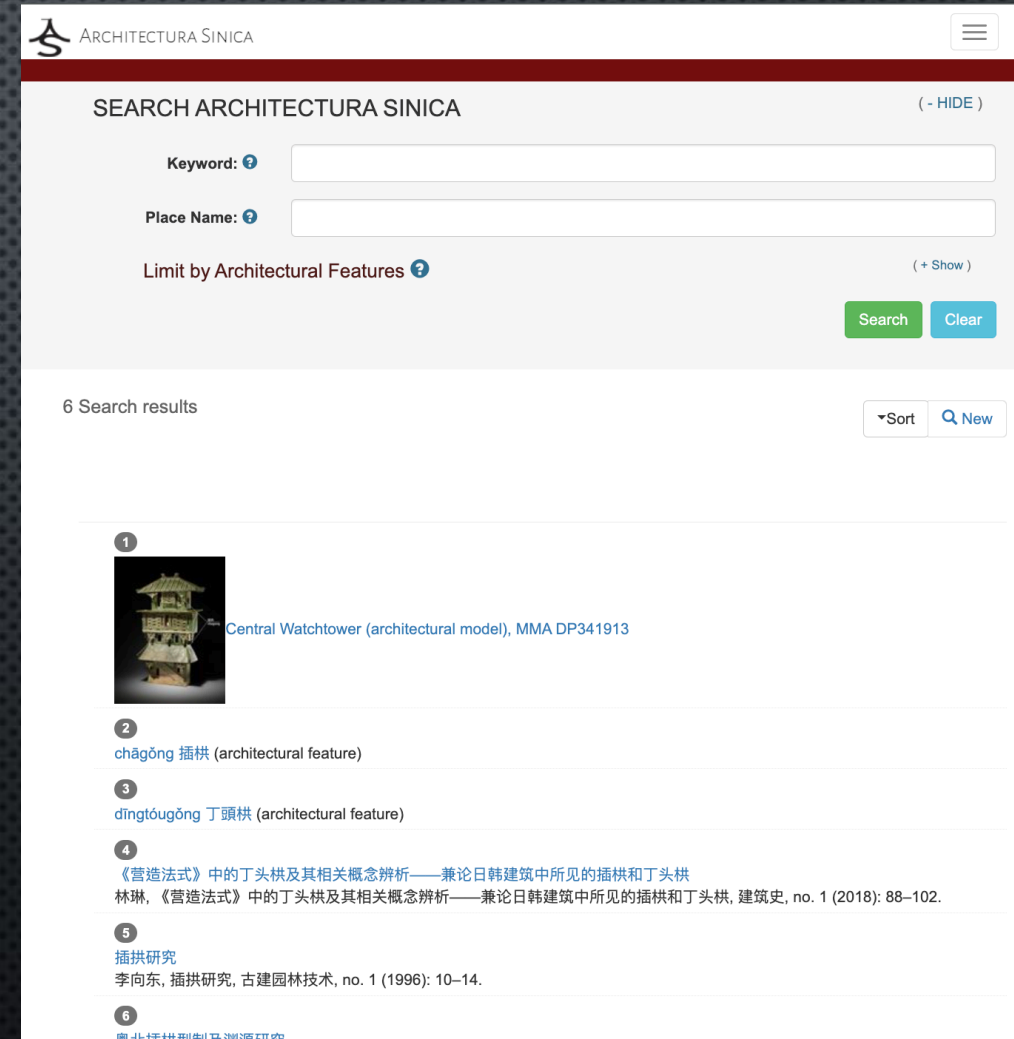 ARCHITECTURA SINICA
SEARCH ARCHITECTURA SINICA
( - HIDE )
Keyword:
Place Name:
Limit by Architectural Features
( + Show )
Search
Clear
6 Search results
Sort
New
1
Central Watchtower (architectural model), MMA DP341913
2
chāgǒng 插栱 (architectural feature)
3
dīngtóugǒng 丁頭栱 (architectural feature)
4
《营造法式》中的丁头栱及其相关概念辨析——兼论日韩建筑中所见的插栱和丁头栱
林琳, 《营造法式》中的丁头栱及其相关概念辨析——兼论日韩建筑中所见的插栱和丁头栱, 建筑史, no. 1 (2018): 88–102.
5
插拱研究
李向东, 插拱研究, 古建园林技术, no. 1 (1996): 10–14.
6